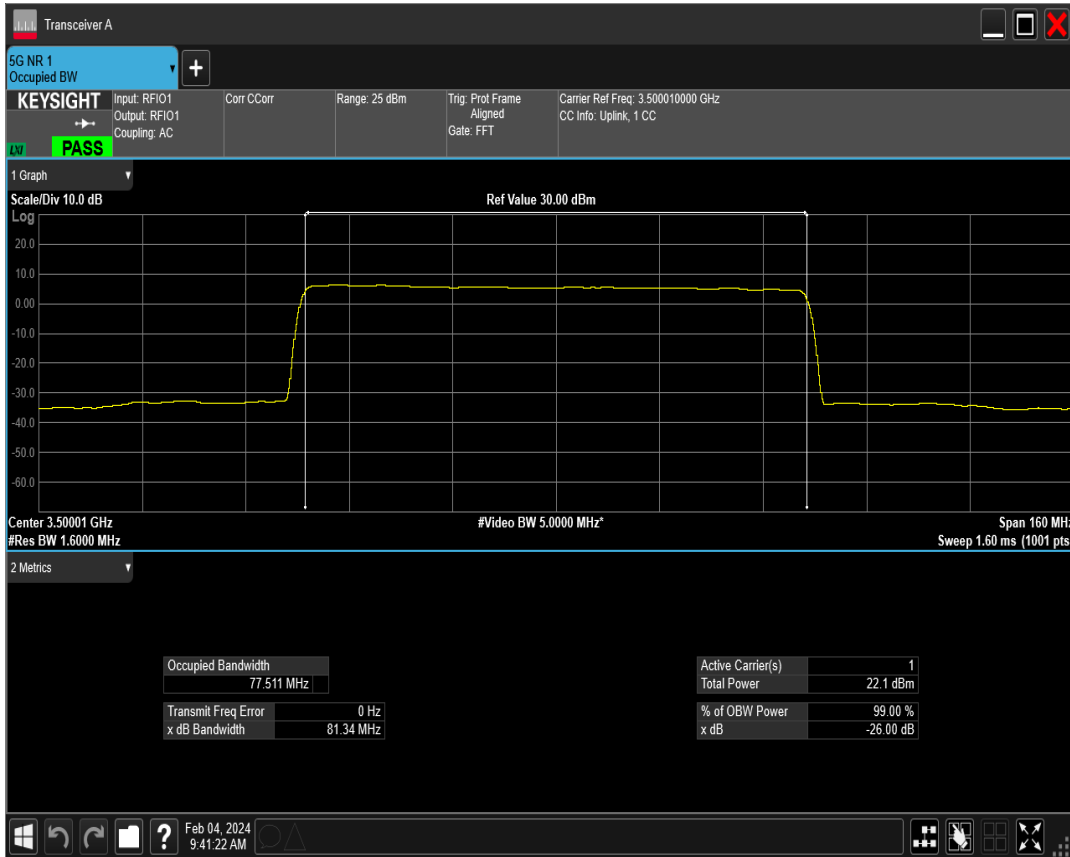 Transceiver A
5G NR 1
Occupied BW
+
KEYSIGHT
LXI
PASS
Input: RFIO1
Output: RFIO1
Coupling: AC
Corr CCorr
Range: 25 dBm
Trig: Prot Frame
Aligned
Gate: FFT
Carrier Ref Freq: 3.500010000 GHz
CC Info: Uplink, 1 CC
1 Graph
Scale/Div 10.0 dB
Ref Value 30.00 dBm
Log
20.0
10.0
0.00
-10.0
-20.0
-30.0
-40.0
-50.0
-60.0
Center 3.50001 GHz
#Video BW 5.0000 MHz*
Span 160 MHz
#Res BW 1.6000 MHz
Sweep 1.60 ms (1001 pts
2 Metrics
Occupied Bandwidth
77.511 MHz
Transmit Freq Error 0 Hz
x dB Bandwidth 81.34 MHz
Active Carrier(s) 1
Total Power 22.1 dBm
% of OBW Power 99.00 %
x dB -26.00 dB
?
Feb 04, 2024
9:41:22 AM